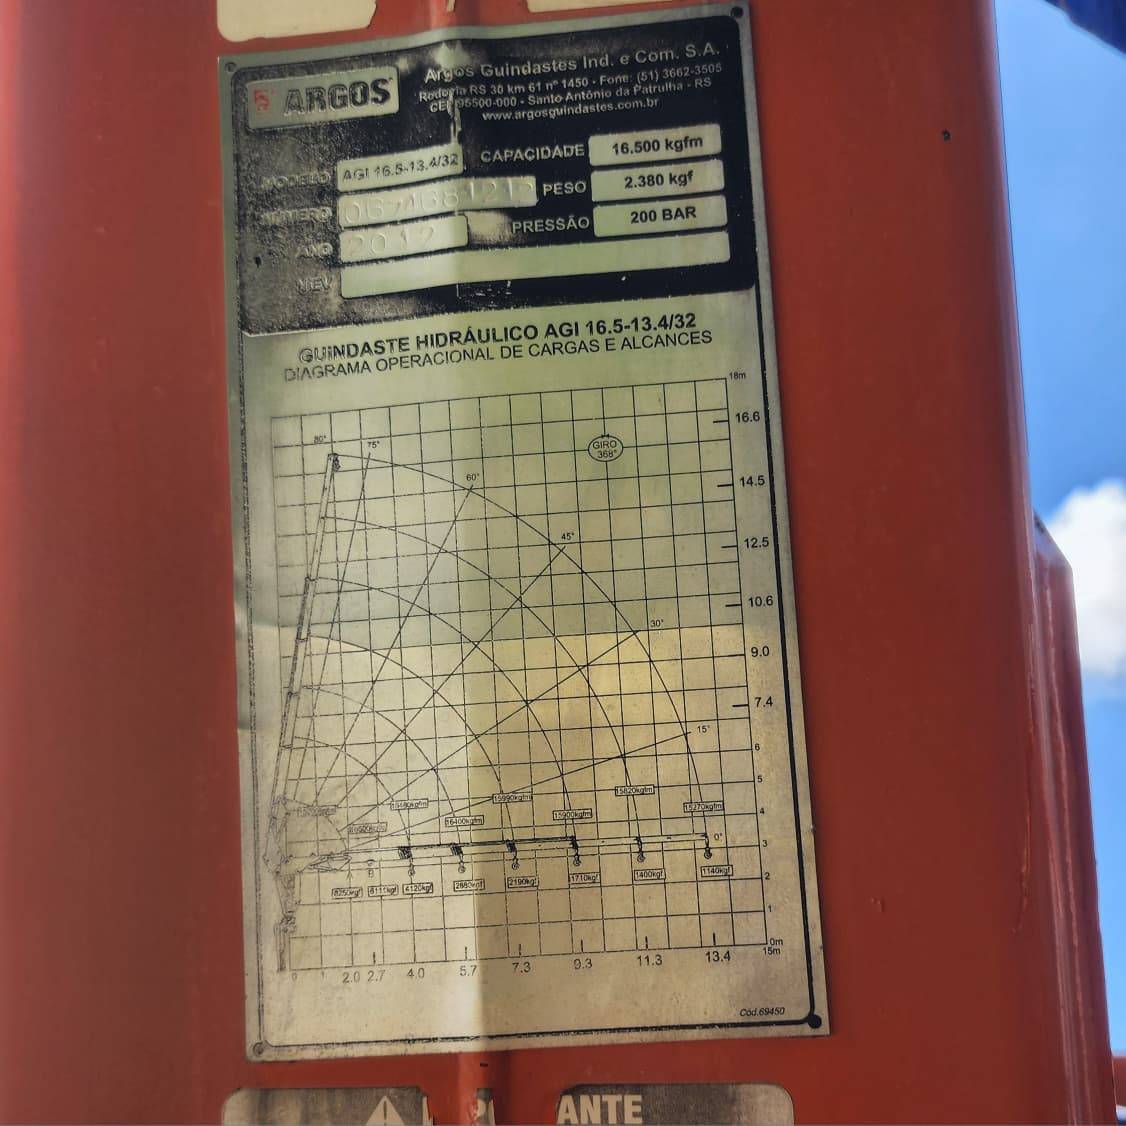 ARGOS
Argos Guindastes Ind. e Com. S.A.
Rodovia RS 30 km 61 nº 1450 - Fone: (51) 3662-3505
CEP 95500-000 - Santo Antônio da Patrulha - RS
www.argosguindastes.com.br
MODELO AGI 16.5-13.4/32 CAPACIDADE 16.500 kgfm
NÚMERO PESO 2.380 kgf
ANO 2012 PRESSÃO 200 BAR
GUINDASTE HIDRÁULICO AGI 16.5-13.4/32
DIAGRAMA OPERACIONAL DE CARGAS E ALCANCES
18m
16.6
80° 75° GIRO
368°
60° 14.5
45° 12.5
10.6
30°
9.0
7.4
15°
6
5
15990kgfm 15820kgfm
16400kgfm 15900kgfm 15270kgfm 4
0° 3
8250kgf 6111kgf 4120kgf 2880kgf 2190kgf 1710kgf 1400kgf 1140kgf 2
1
0m
0 1 2.0 2.7 4.0 5.7 7.3 9.3 11.3 13.4 15m
Cód.69450
ANTE